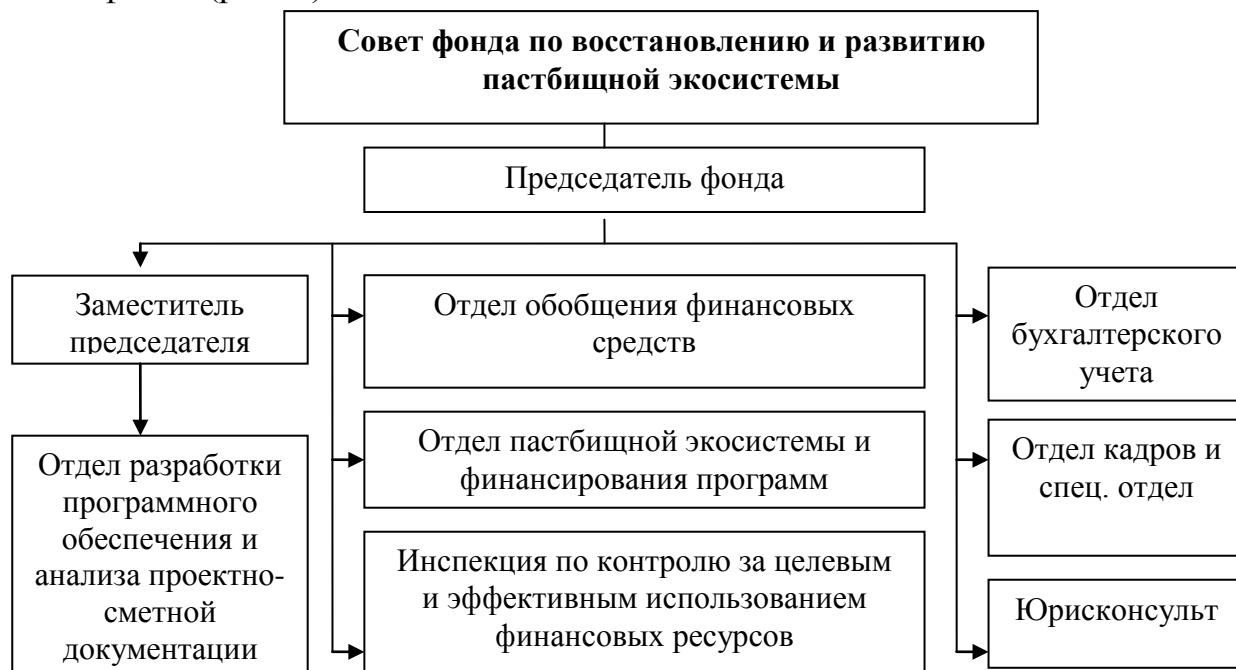 Совет фонда по восстановлению и развитию
пастбищной экосистемы
Председатель фонда
Заместитель
председателя
Отдел разработки
программного
обеспечения и
анализа проектно-
сметной
документации
Отдел обобщения финансовых
средств
Отдел пастбищной экосистемы и
финансирования программ
Инспекция по контролю за целевым
и эффективным использованием
финансовых ресурсов
Отдел
бухгалтерского
учета
Отдел кадров и
спец. отдел
Юрисконсульт